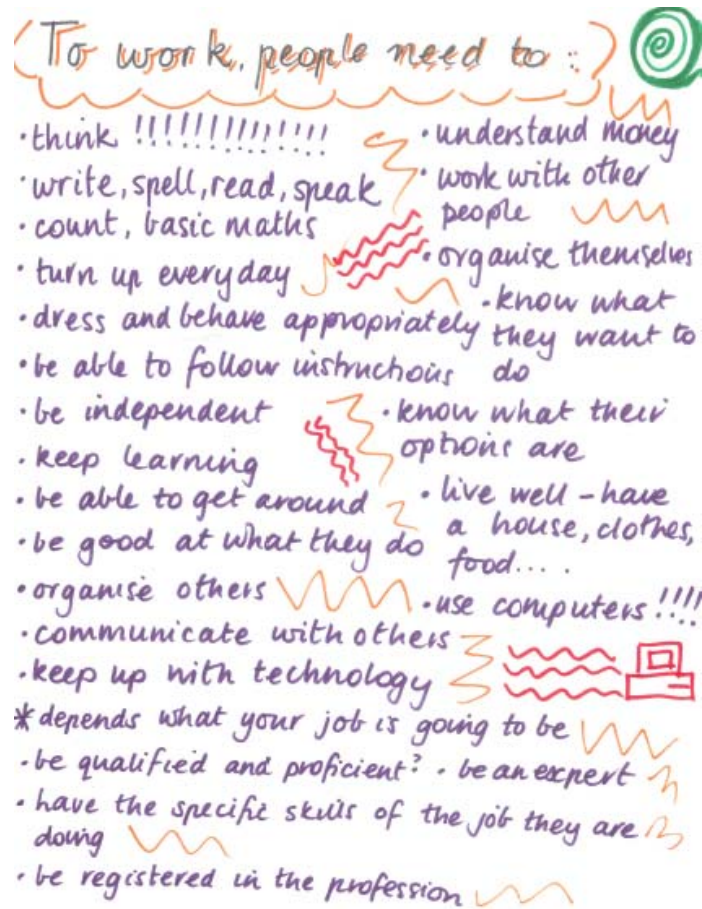 To work, people need to :
• think !!!!!!!!!!!!!!
• write, spell, read, speak
• count, basic maths
• turn up everyday
• dress and behave appropriately
• be able to follow instructions
• be independent
• keep learning
• be able to get around
• be good at what they do
• organise others
• communicate with others
• keep up with technology
• understand money
• work with other
people
• organise themselves
• know what
they want to
do
• know what their
options are
• live well – have
a house, clothes,
food....
• use computers !!!!
* depends what your job is going to be
• be qualified and proficient? • be an expert
• have the specific skills of the job they are
doing
• be registered in the profession